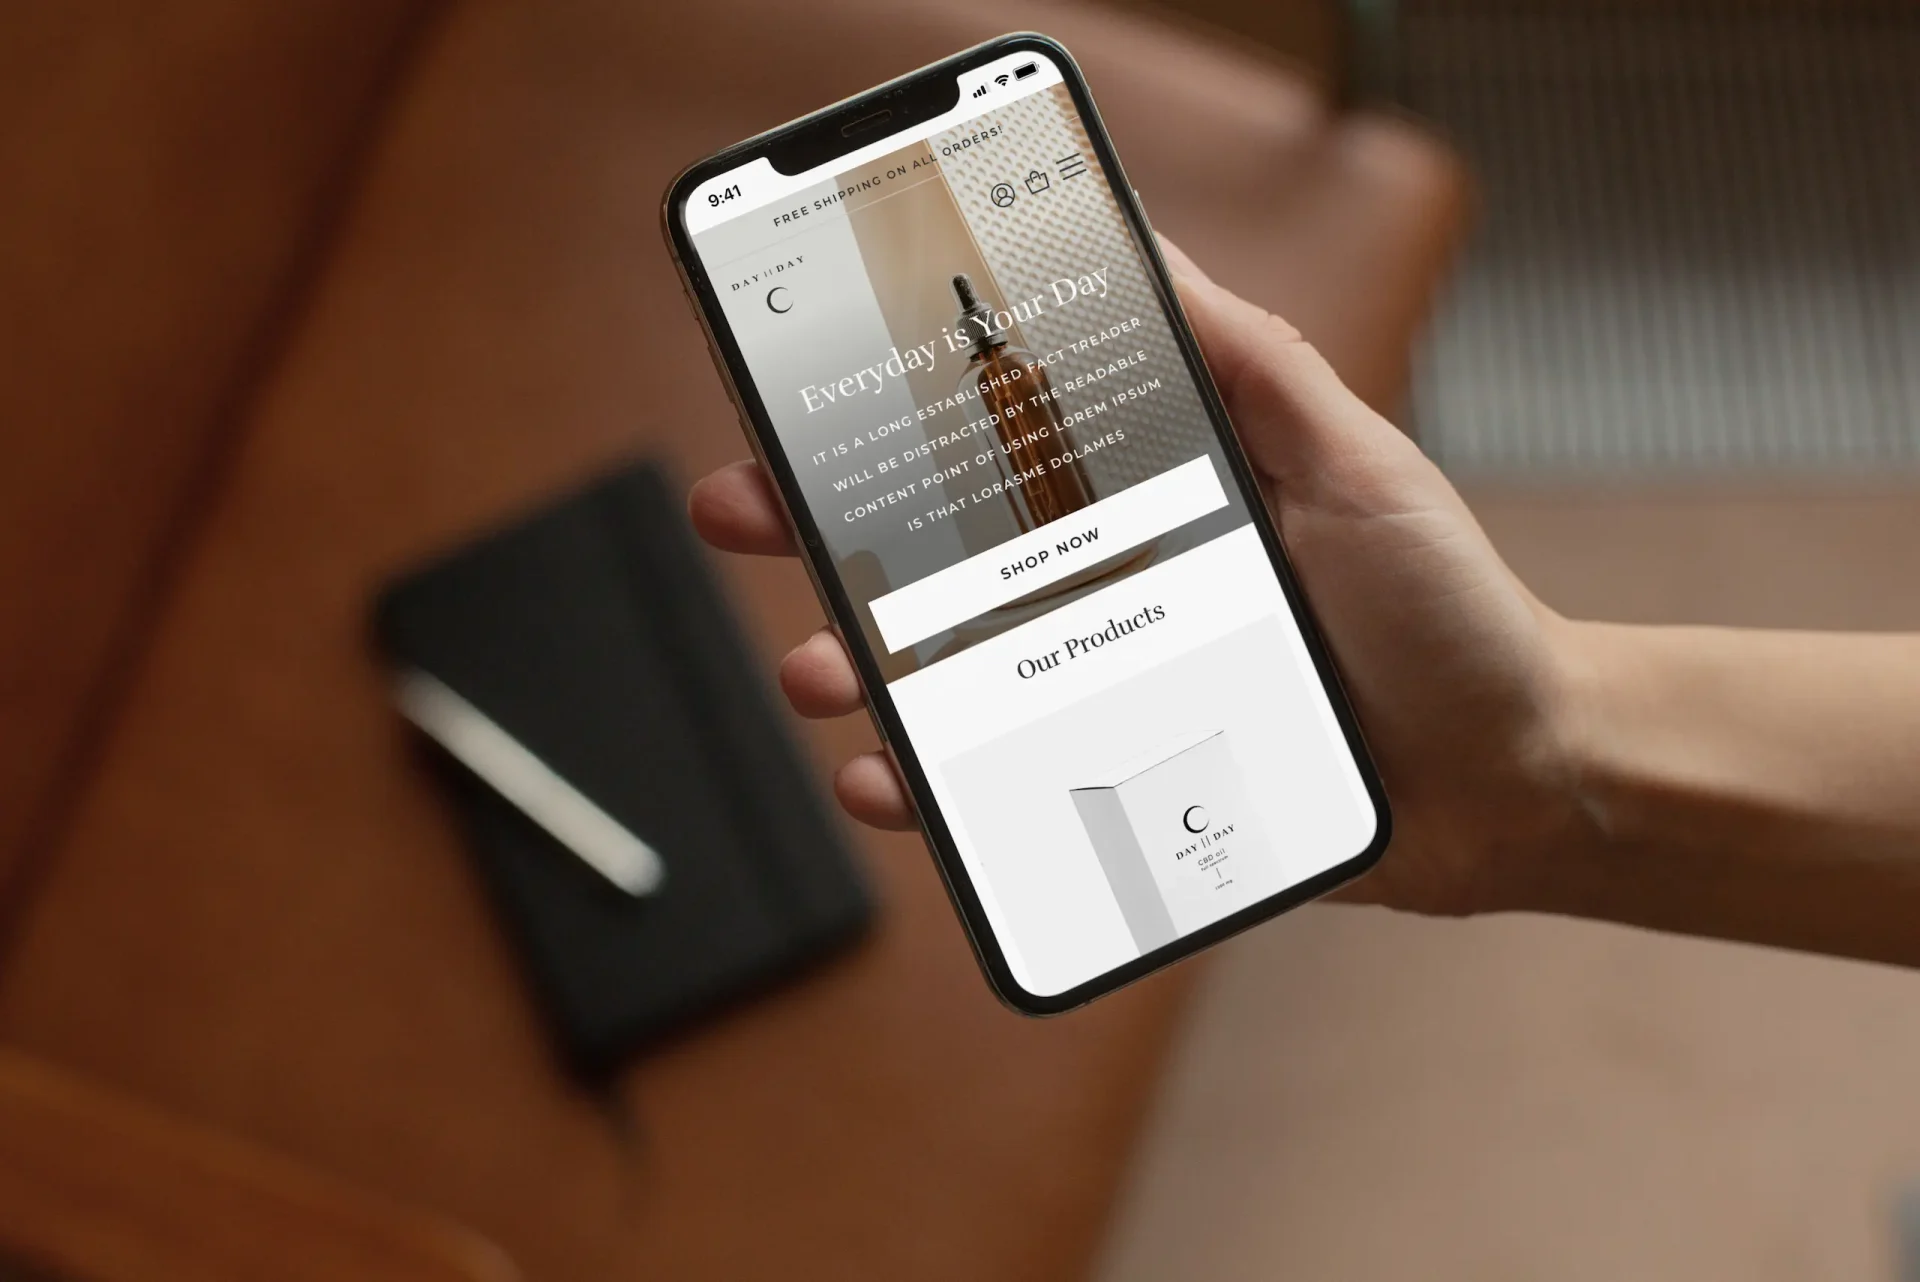 9:41
FREE SHIPPING ON ALL ORDERS!
DAY // DAY
Everyday is Your Day
IT IS A LONG ESTABLISHED FACT TREADER
WILL BE DISTRACTED BY THE READABLE
CONTENT POINT OF USING LOREM IPSUM
IS THAT LORASME DOLAMES
SHOP NOW
Our Products
DAY // DAY
CBD oil
full spectrum